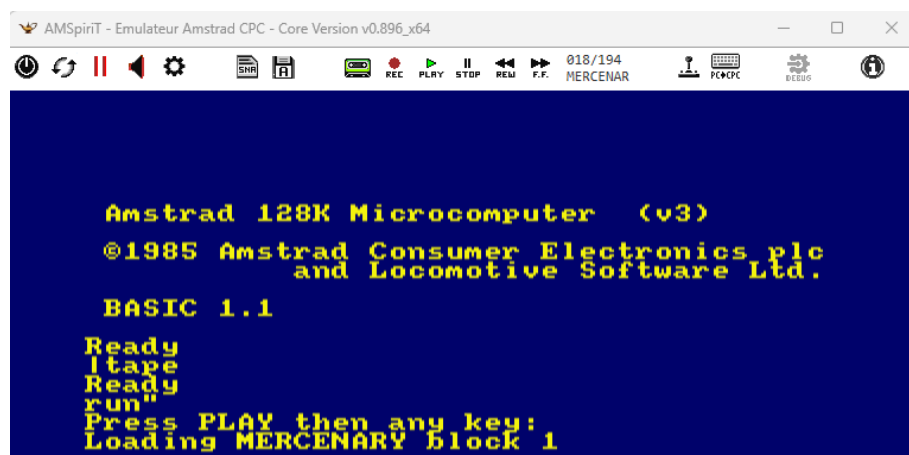 AMSpiriT - Emulateur Amstrad CPC - Core Version v0.896_x64
SNA A REC PLAY STOP REW F.F. 018/194 MERCENAR PC◆CPC DEBUG
Amstrad 128K Microcomputer (v3)
©1985 Amstrad Consumer Electronics plc
and Locomotive Software Ltd.
BASIC 1.1
Ready
|tape
Ready
run"
Press PLAY then any key:
Loading MERCENARY block 1